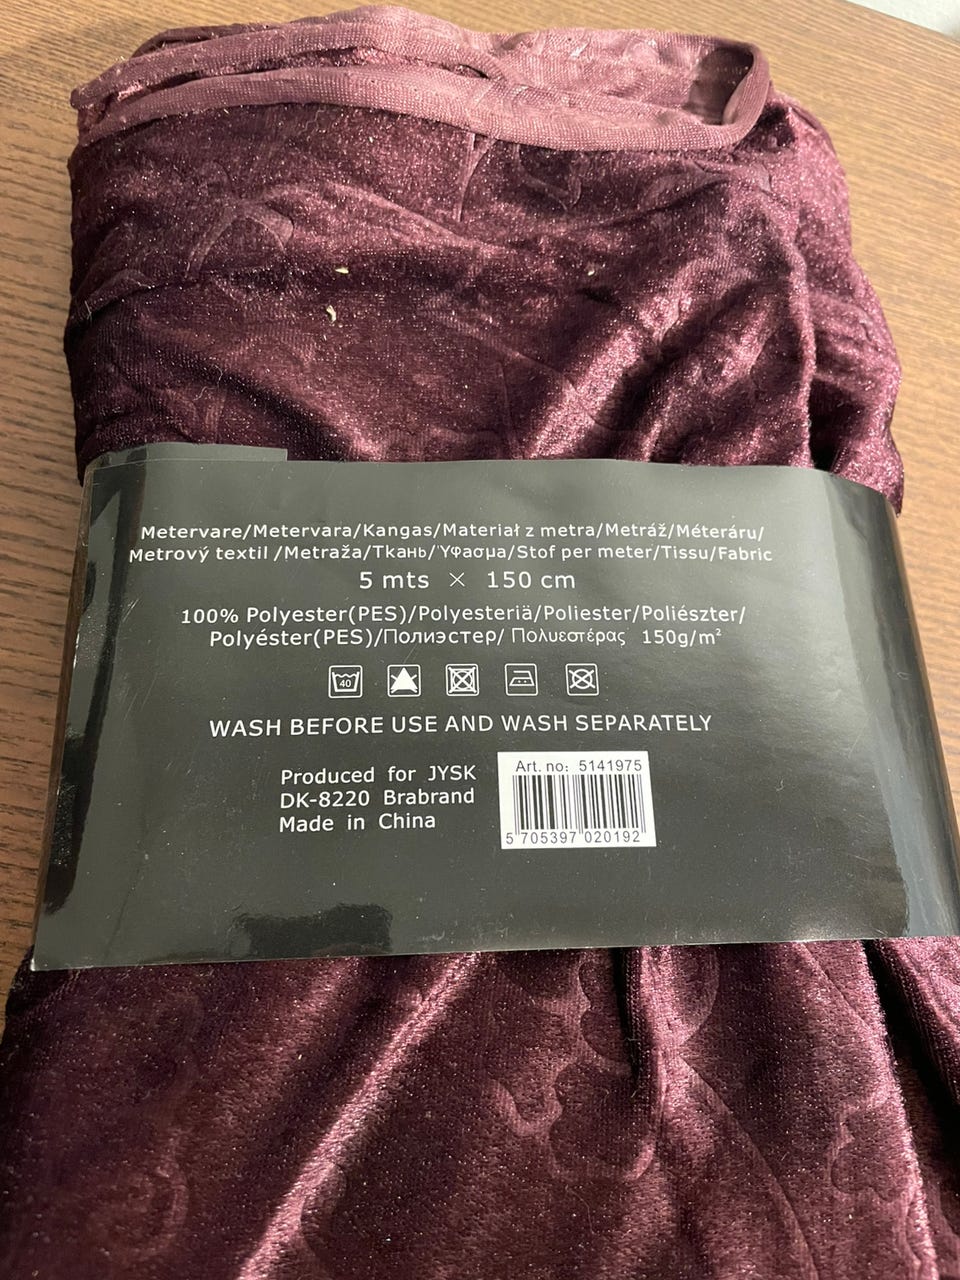 Metervare/Metervara/Kangas/Materiał z metra/Metráž/Méteráru/
Metrový textil /Metraža/Ткань/Ύφασμα/Stof per meter/Tissu/Fabric
5 mts × 150 cm
100% Polyester(PES)/Polyesteriä/Poliester/Poliészter/
Polyéster(PES)/Полиэстер/ Πολυεστέρας 150g/m²
40
WASH BEFORE USE AND WASH SEPARATELY
Produced for JYSK
DK-8220 Brabrand
Made in China
Art. no: 5141975
5 705397 020192